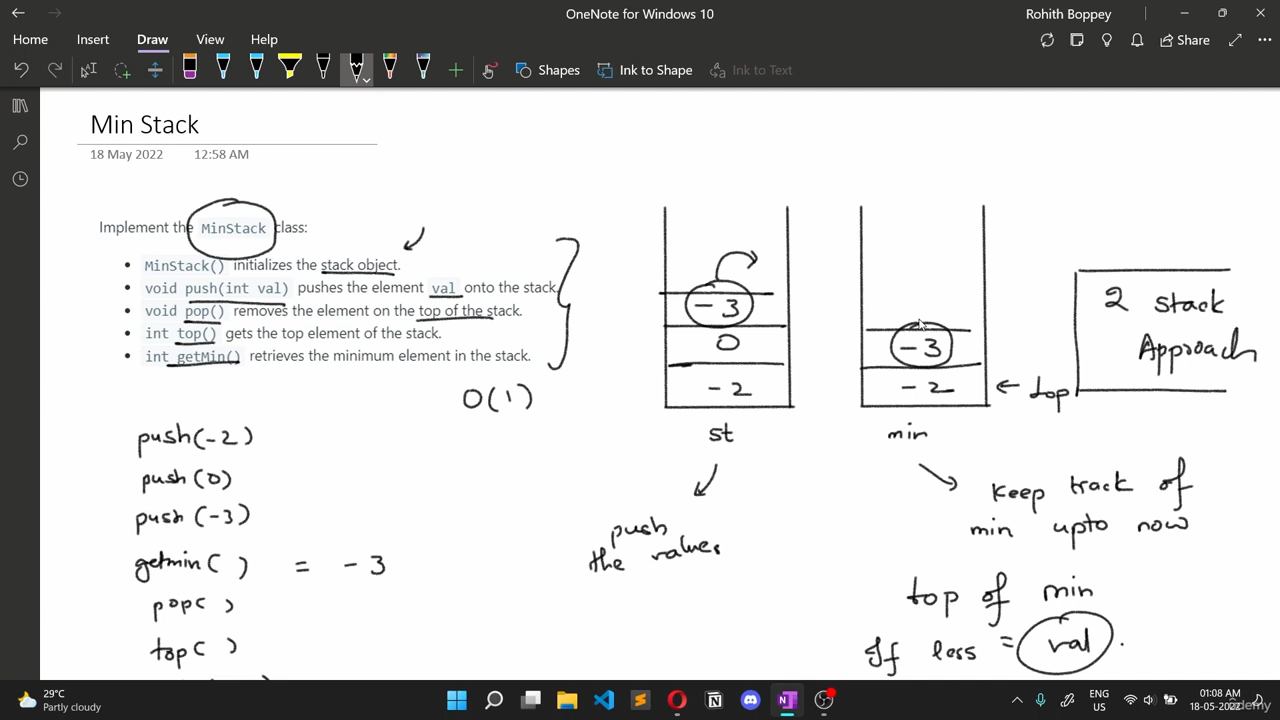 OneNote for Windows 10
Rohith Boppey
Home Insert Draw View Help
Share
Shapes
Ink to Shape
Ink to Text
Min Stack
18 May 2022 12:58 AM
Implement the MinStack class:
• MinStack() initializes the stack object.
• void push(int val) pushes the element val onto the stack.
• void pop() removes the element on the top of the stack.
• int top() gets the top element of the stack.
• int getMin() retrieves the minimum element in the stack.
O(1)
push(-2)
push(0)
push(-3)
getmin( ) = -3
pop( )
top( )
-3
0
-2
st
push
the values
-3
-2
min
← top
2 Stack
Approach
keep track of
min upto now
top of min
If less = val.
29°C
Partly cloudy
ENG
US
01:08 AM
18-05-2022
udemy